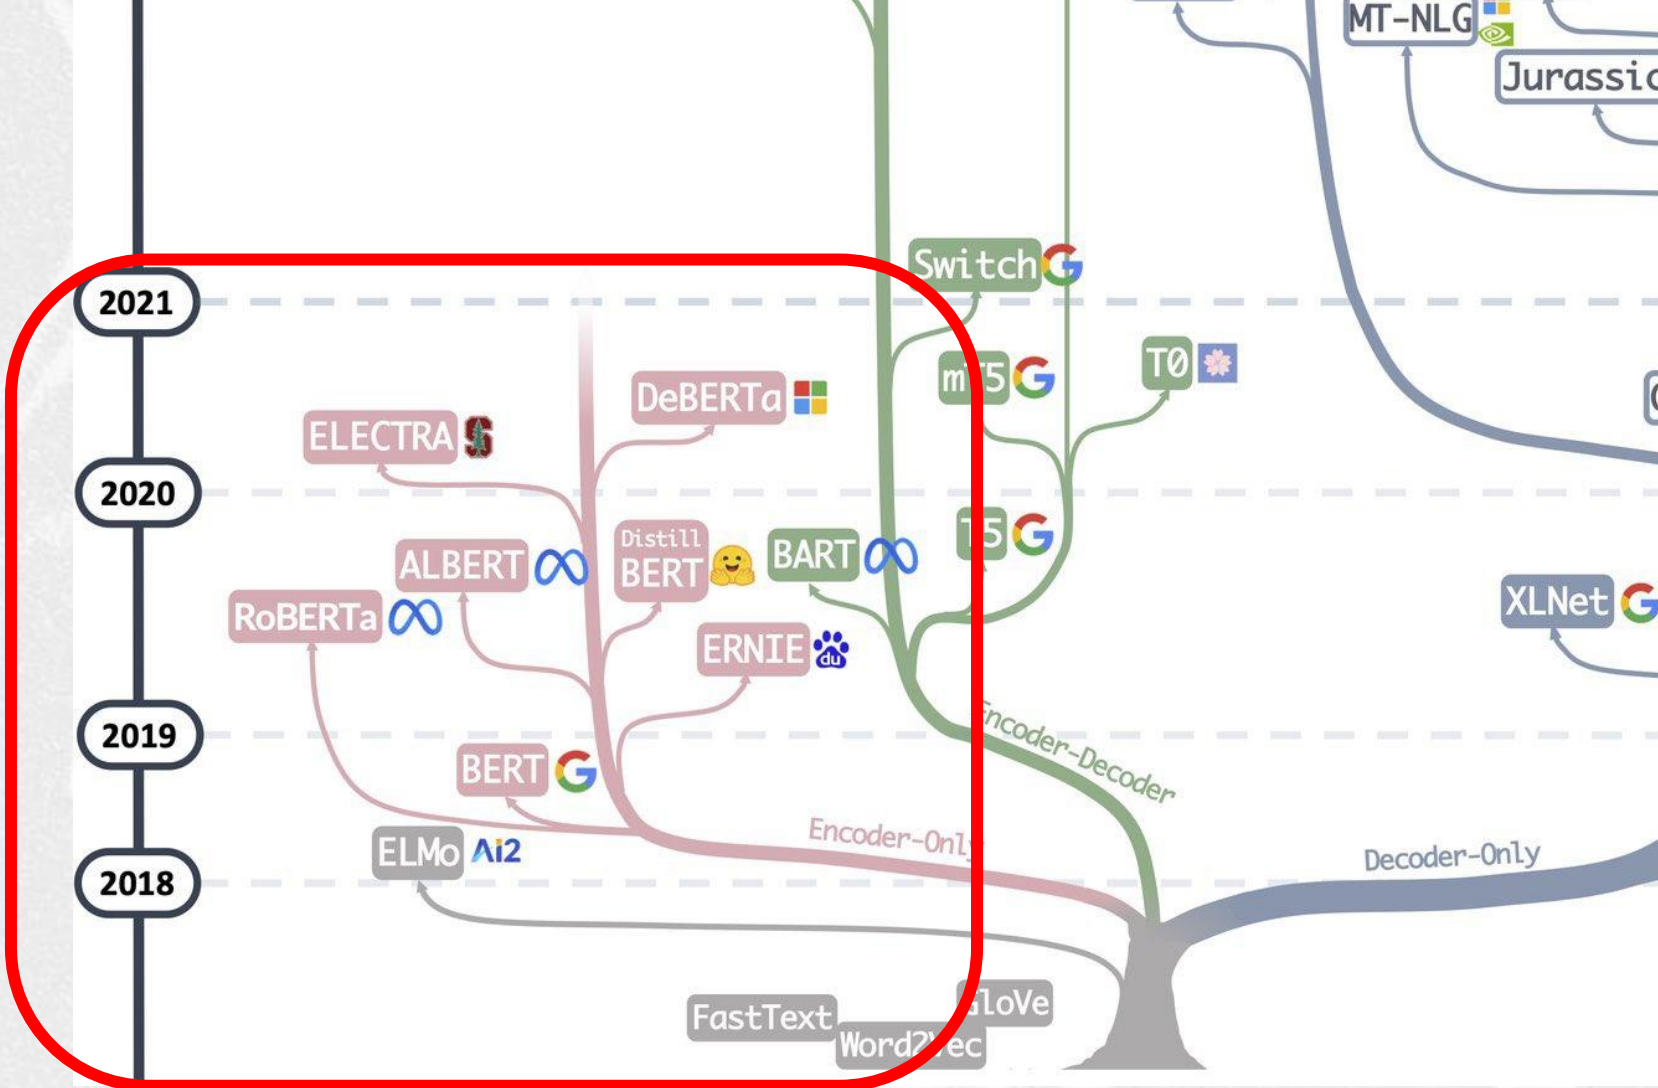 MT-NLG
Jurassic
Switch
2021
mT5
T0
DeBERTa
ELECTRA
2020
Distill
BERT
BART
T5
ALBERT
RoBERTa
XLNet
ERNIE
2019
Encoder-Decoder
BERT
Encoder-Only
ELMo
Ai2
Decoder-Only
2018
GloVe
FastText
Word2Vec
du